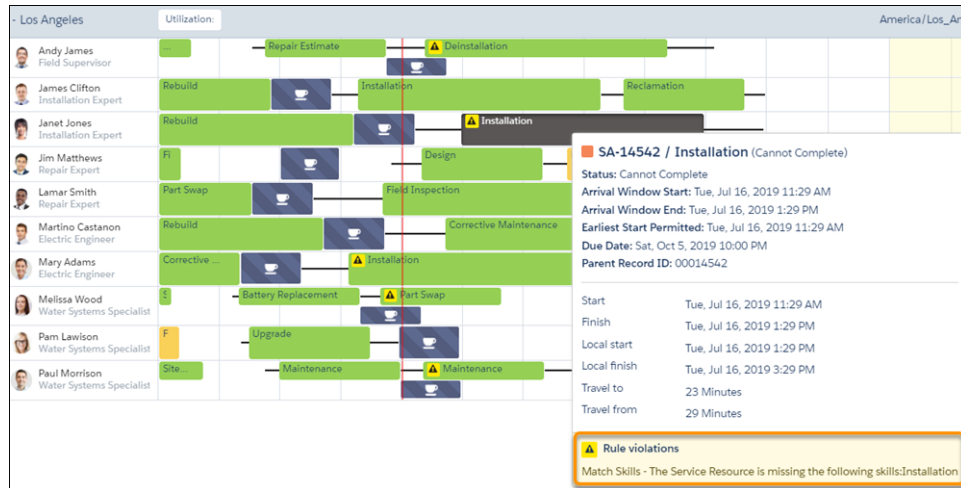 - Los Angeles
Utilization:
America/Los_An
Andy James
Field Supervisor
...
Repair Estimate
Deinstallation
James Clifton
Installation Expert
Rebuild
Installation
Reclamation
Janet Jones
Installation Expert
Rebuild
Installation
Jim Matthews
Repair Expert
Fi
Design
Lamar Smith
Repair Expert
Part Swap
Field Inspection
Martino Castanon
Electric Engineer
Rebuild
Corrective Maintenance
Mary Adams
Electric Engineer
Corrective ...
Installation
Melissa Wood
Water Systems Specialist
S
Battery Replacement
Part Swap
Pam Lawison
Water Systems Specialist
F
Upgrade
Paul Morrison
Water Systems Specialist
Site...
Maintenance
Maintenance
SA-14542 / Installation (Cannot Complete)
Status: Cannot Complete
Arrival Window Start: Tue, Jul 16, 2019 11:29 AM
Arrival Window End: Tue, Jul 16, 2019 1:29 PM
Earliest Start Permitted: Tue, Jul 16, 2019 11:29 AM
Due Date: Sat, Oct 5, 2019 10:00 PM
Parent Record ID: 00014542
Start Tue, Jul 16, 2019 11:29 AM
Finish Tue, Jul 16, 2019 1:29 PM
Local start Tue, Jul 16, 2019 1:29 PM
Local finish Tue, Jul 16, 2019 3:29 PM
Travel to 23 Minutes
Travel from 29 Minutes
Rule violations
Match Skills - The Service Resource is missing the following skills:Installation